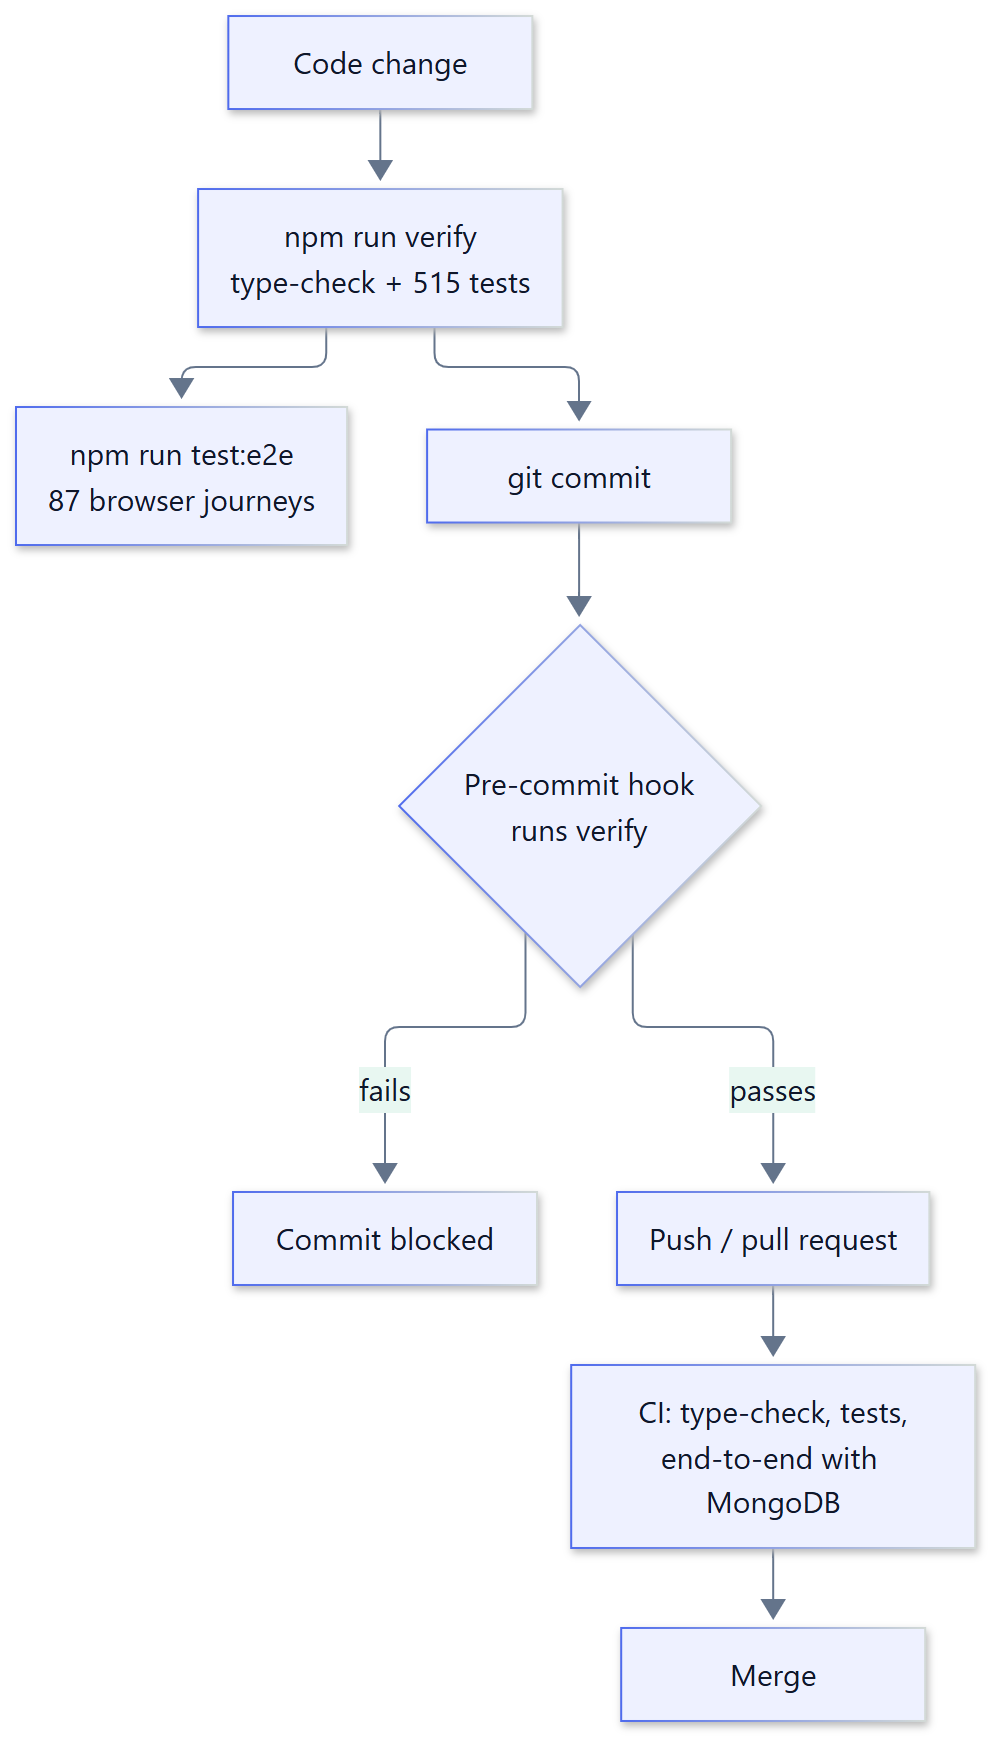 Code change
npm run verify
type-check + 515 tests
npm run test:e2e
87 browser journeys
git commit
Pre-commit hook
runs verify
fails
passes
Commit blocked
Push / pull request
CI: type-check, tests,
end-to-end with
MongoDB
Merge